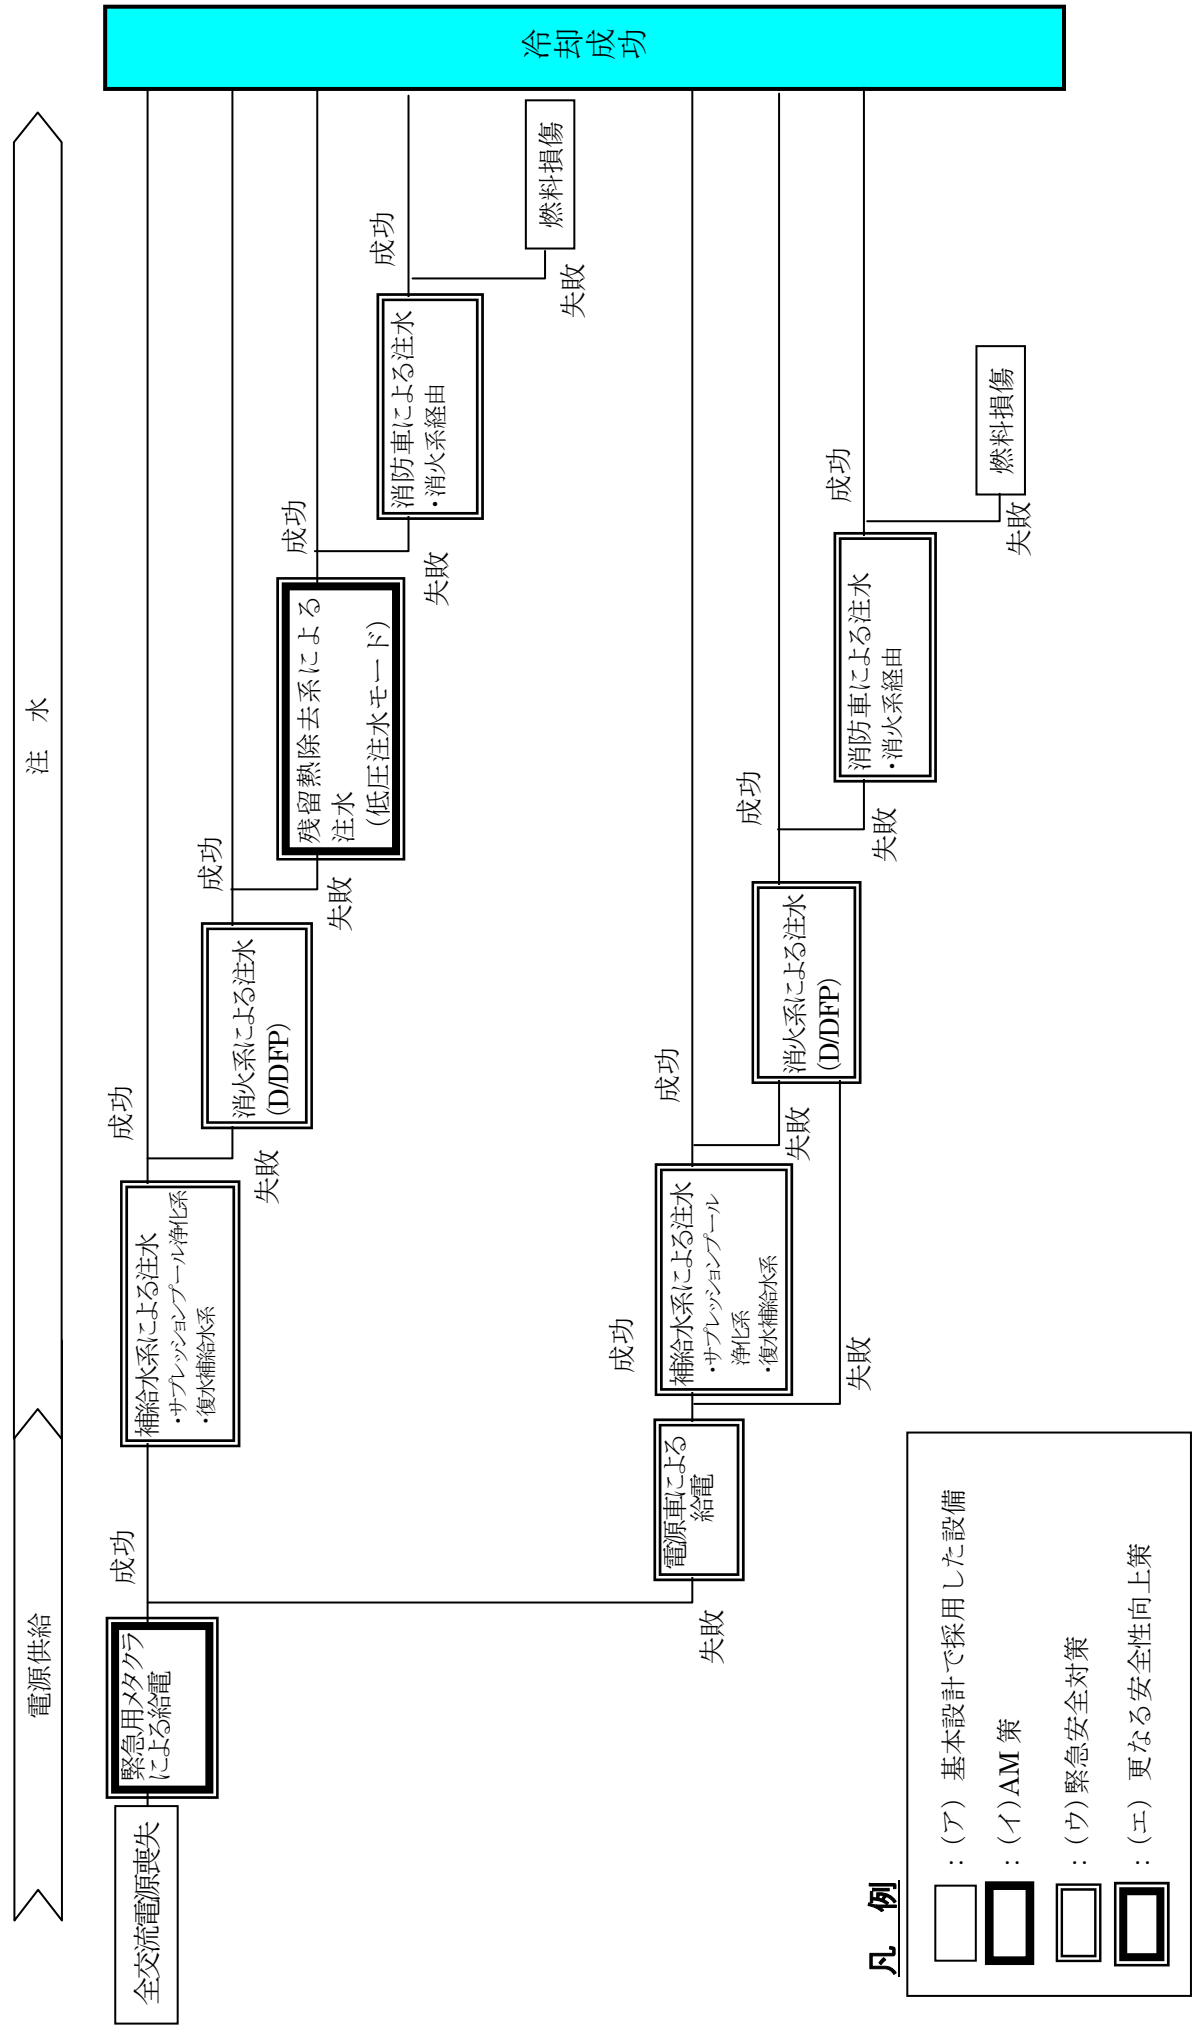 電源供給
注 水
全交流電源喪失
緊急用メタクラ
による給電
成功
失敗
補給水系による注水
・サプレッションプール浄化系
・復水補給水系
成功
失敗
消火系による注水
(D/DFP)
成功
失敗
残留熱除去系による
注水
(低圧注水モード)
成功
失敗
消防車による注水
・消火系経由
成功
失敗
燃料損傷
冷却成功
電源車による
給電
成功
失敗
補給水系による注水
・サプレッションプール
浄化系
・復水補給水系
成功
失敗
消火系による注水
(D/DFP)
成功
失敗
消防車による注水
・消火系経由
成功
失敗
燃料損傷
凡 例
:(ア) 基本設計で採用した設備
:(イ)AM 策
:(ウ)緊急安全対策
:(エ) 更なる安全性向上策